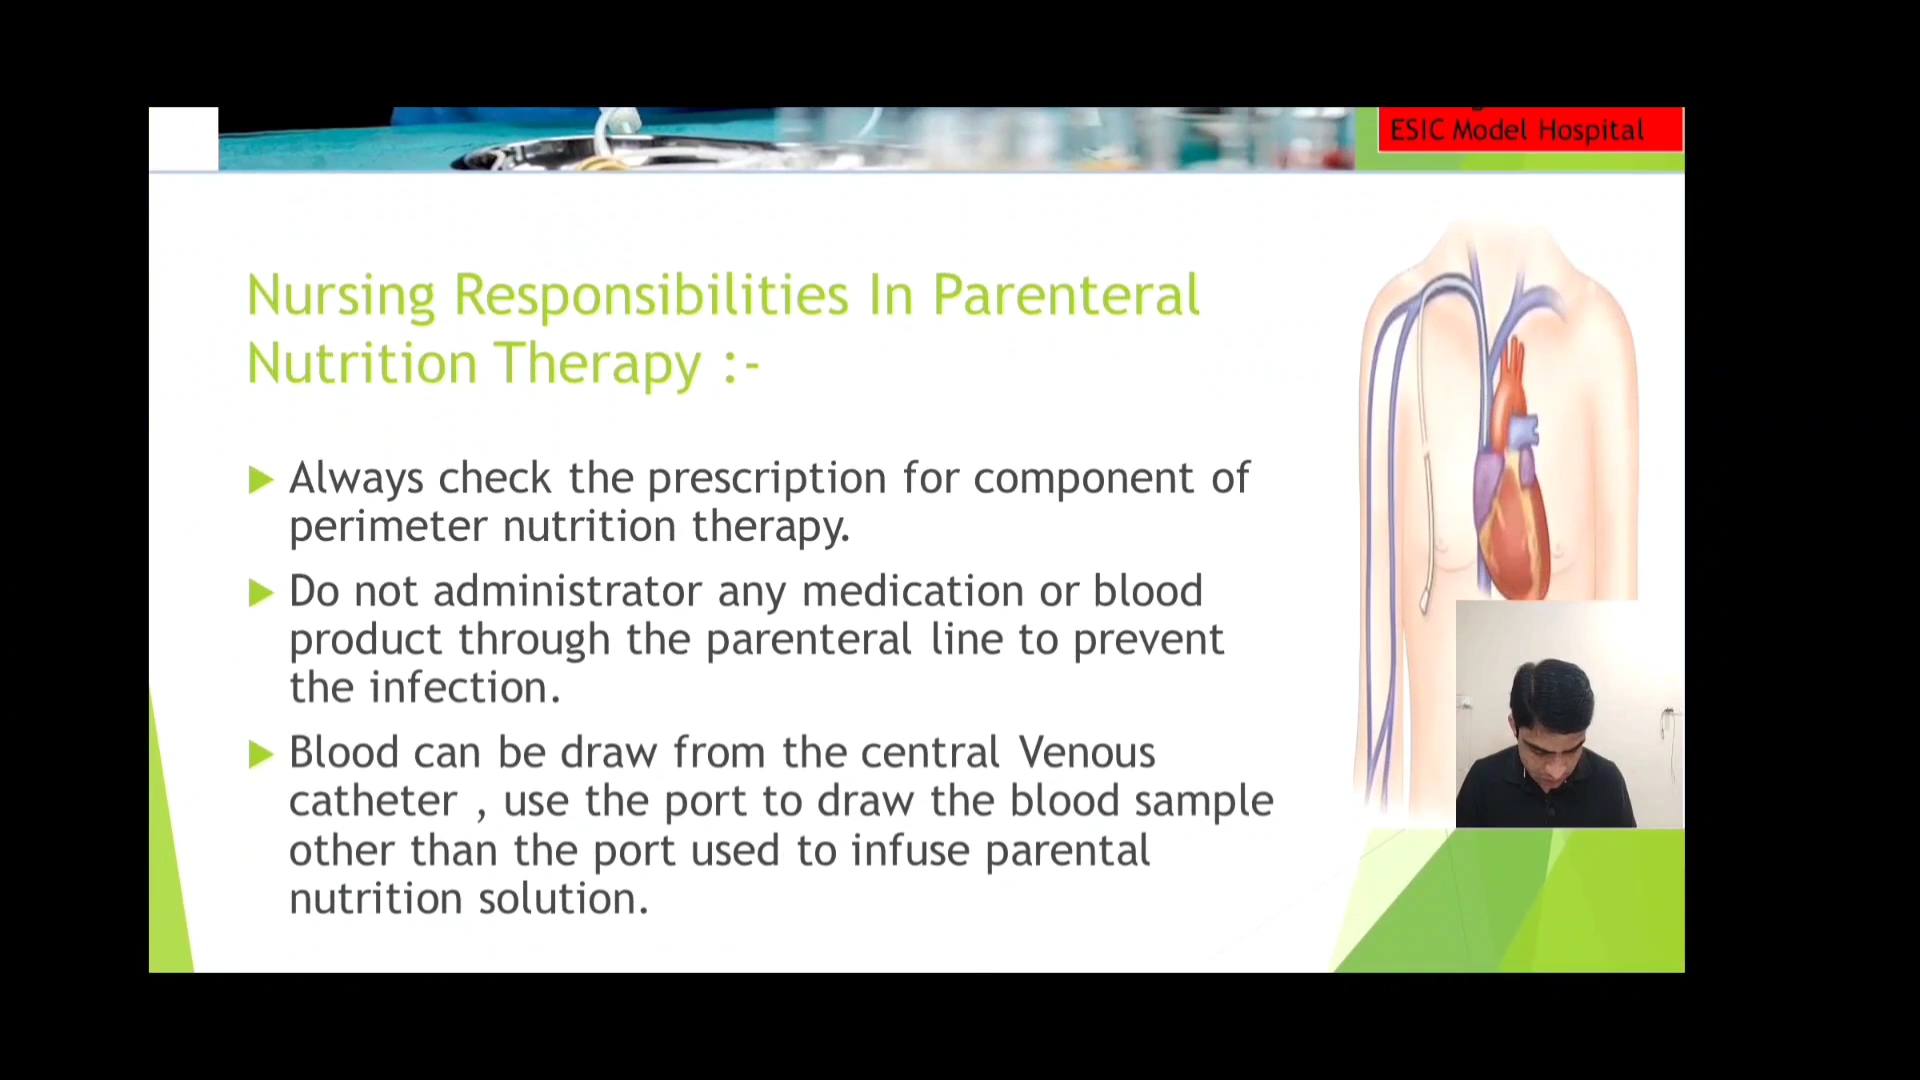 ESIC Model Hospital
Nursing Responsibilities In Parenteral
Nutrition Therapy :-
Always check the prescription for component of
perimeter nutrition therapy.
Do not administrator any medication or blood
product through the parenteral line to prevent
the infection.
Blood can be draw from the central Venous
catheter , use the port to draw the blood sample
other than the port used to infuse parental
nutrition solution.